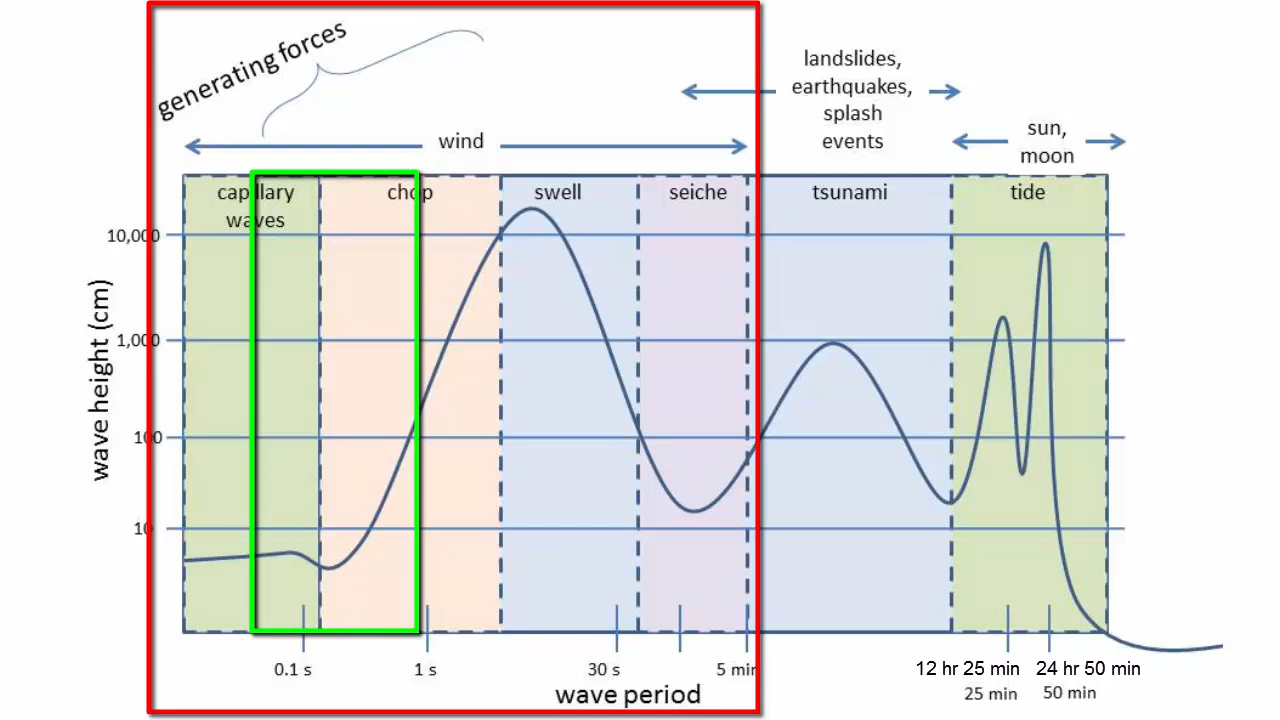 generating forces
landslides,
earthquakes,
splash
events
wind
sun,
moon
capillary
waves
chop
swell
seiche
tsunami
tide
wave height (cm)
10,000
1,000
100
10
0.1 s
1 s
30 s
5 min
12 hr 25 min
24 hr 50 min
25 min
50 min
wave period